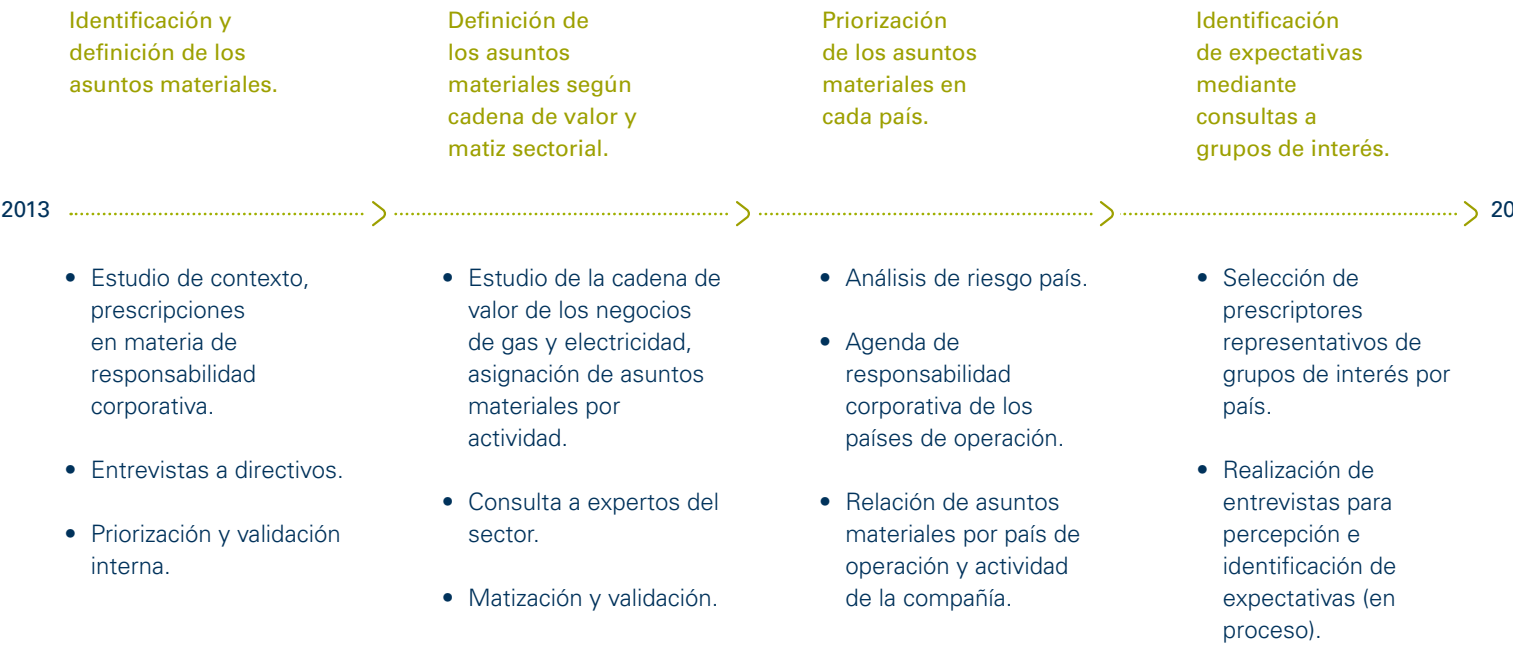 Identificación y
definición de los
asuntos materiales.
Definición de
los asuntos
materiales según
cadena de valor y
matiz sectorial.
Priorización
de los asuntos
materiales en
cada país.
Identificación
de expectativas
mediante
consultas a
grupos de interés.
2013
20
• Estudio de contexto,
prescripciones
en materia de
responsabilidad
corporativa.
• Entrevistas a directivos.
• Priorización y validación
interna.
• Estudio de la cadena de
valor de los negocios
de gas y electricidad,
asignación de asuntos
materiales por
actividad.
• Consulta a expertos del
sector.
• Matización y validación.
• Análisis de riesgo país.
• Agenda de
responsabilidad
corporativa de los
países de operación.
• Relación de asuntos
materiales por país de
operación y actividad
de la compañía.
• Selección de
prescriptores
representativos de
grupos de interés por
país.
• Realización de
entrevistas para
percepción e
identificación de
expectativas (en
proceso).